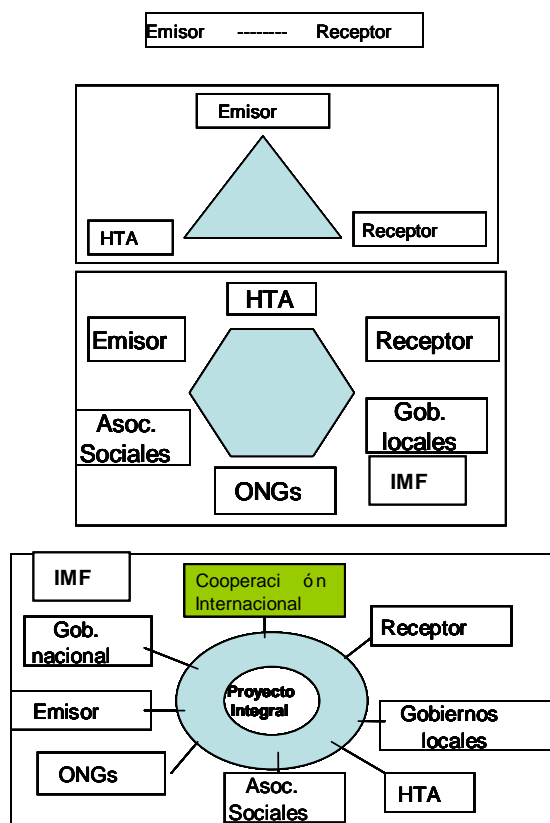 Emisor -------- Receptor
Emisor
HTA
Receptor
HTA
Emisor
Receptor
Asoc.
Sociales
Gob.
locales
ONGs
IMF
IMF
Cooperaci ón
Internacional
Gob.
nacional
Receptor
Proyecto
Integral
Emisor
Gobiernos
locales
ONGs
Asoc.
Sociales
HTA